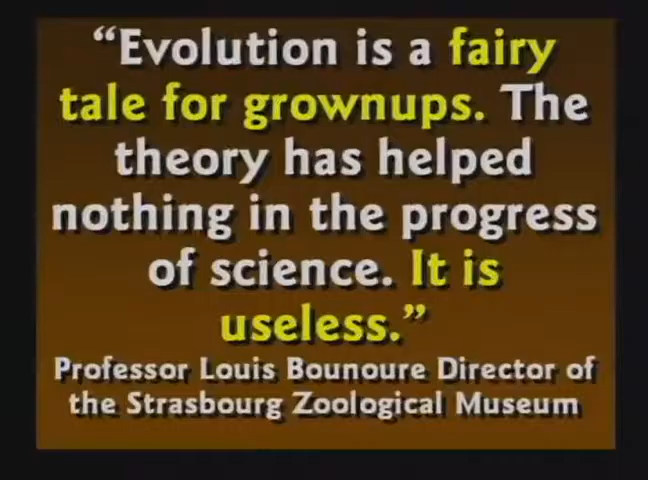 “Evolution is a fairy
tale for grownups. The
theory has helped
nothing in the progress
of science. It is
useless.”
Professor Louis Bounoure Director of
the Strasbourg Zoological Museum